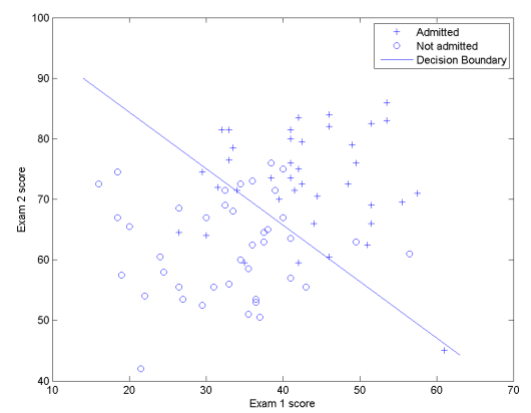 100
90
80
70
60
50
40
10
20
30
40
50
60
70
Exam 1 score
Exam 2 score
Admitted
Not admitted
Decision Boundary